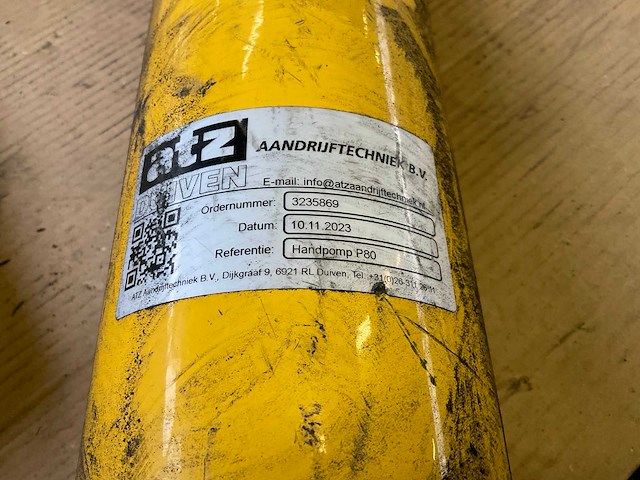 atz
AANDRIJFTECHNIEK B.V.
DUIVEN
E-mail: info@atzaandrijftechniek.nl
Ordernummer: 3235869
Datum: 10.11.2023
Referentie: Handpomp P80
ATZ Aandrijftechniek B.V., Dijkgraaf 9, 6921 RL Duiven, Tel.